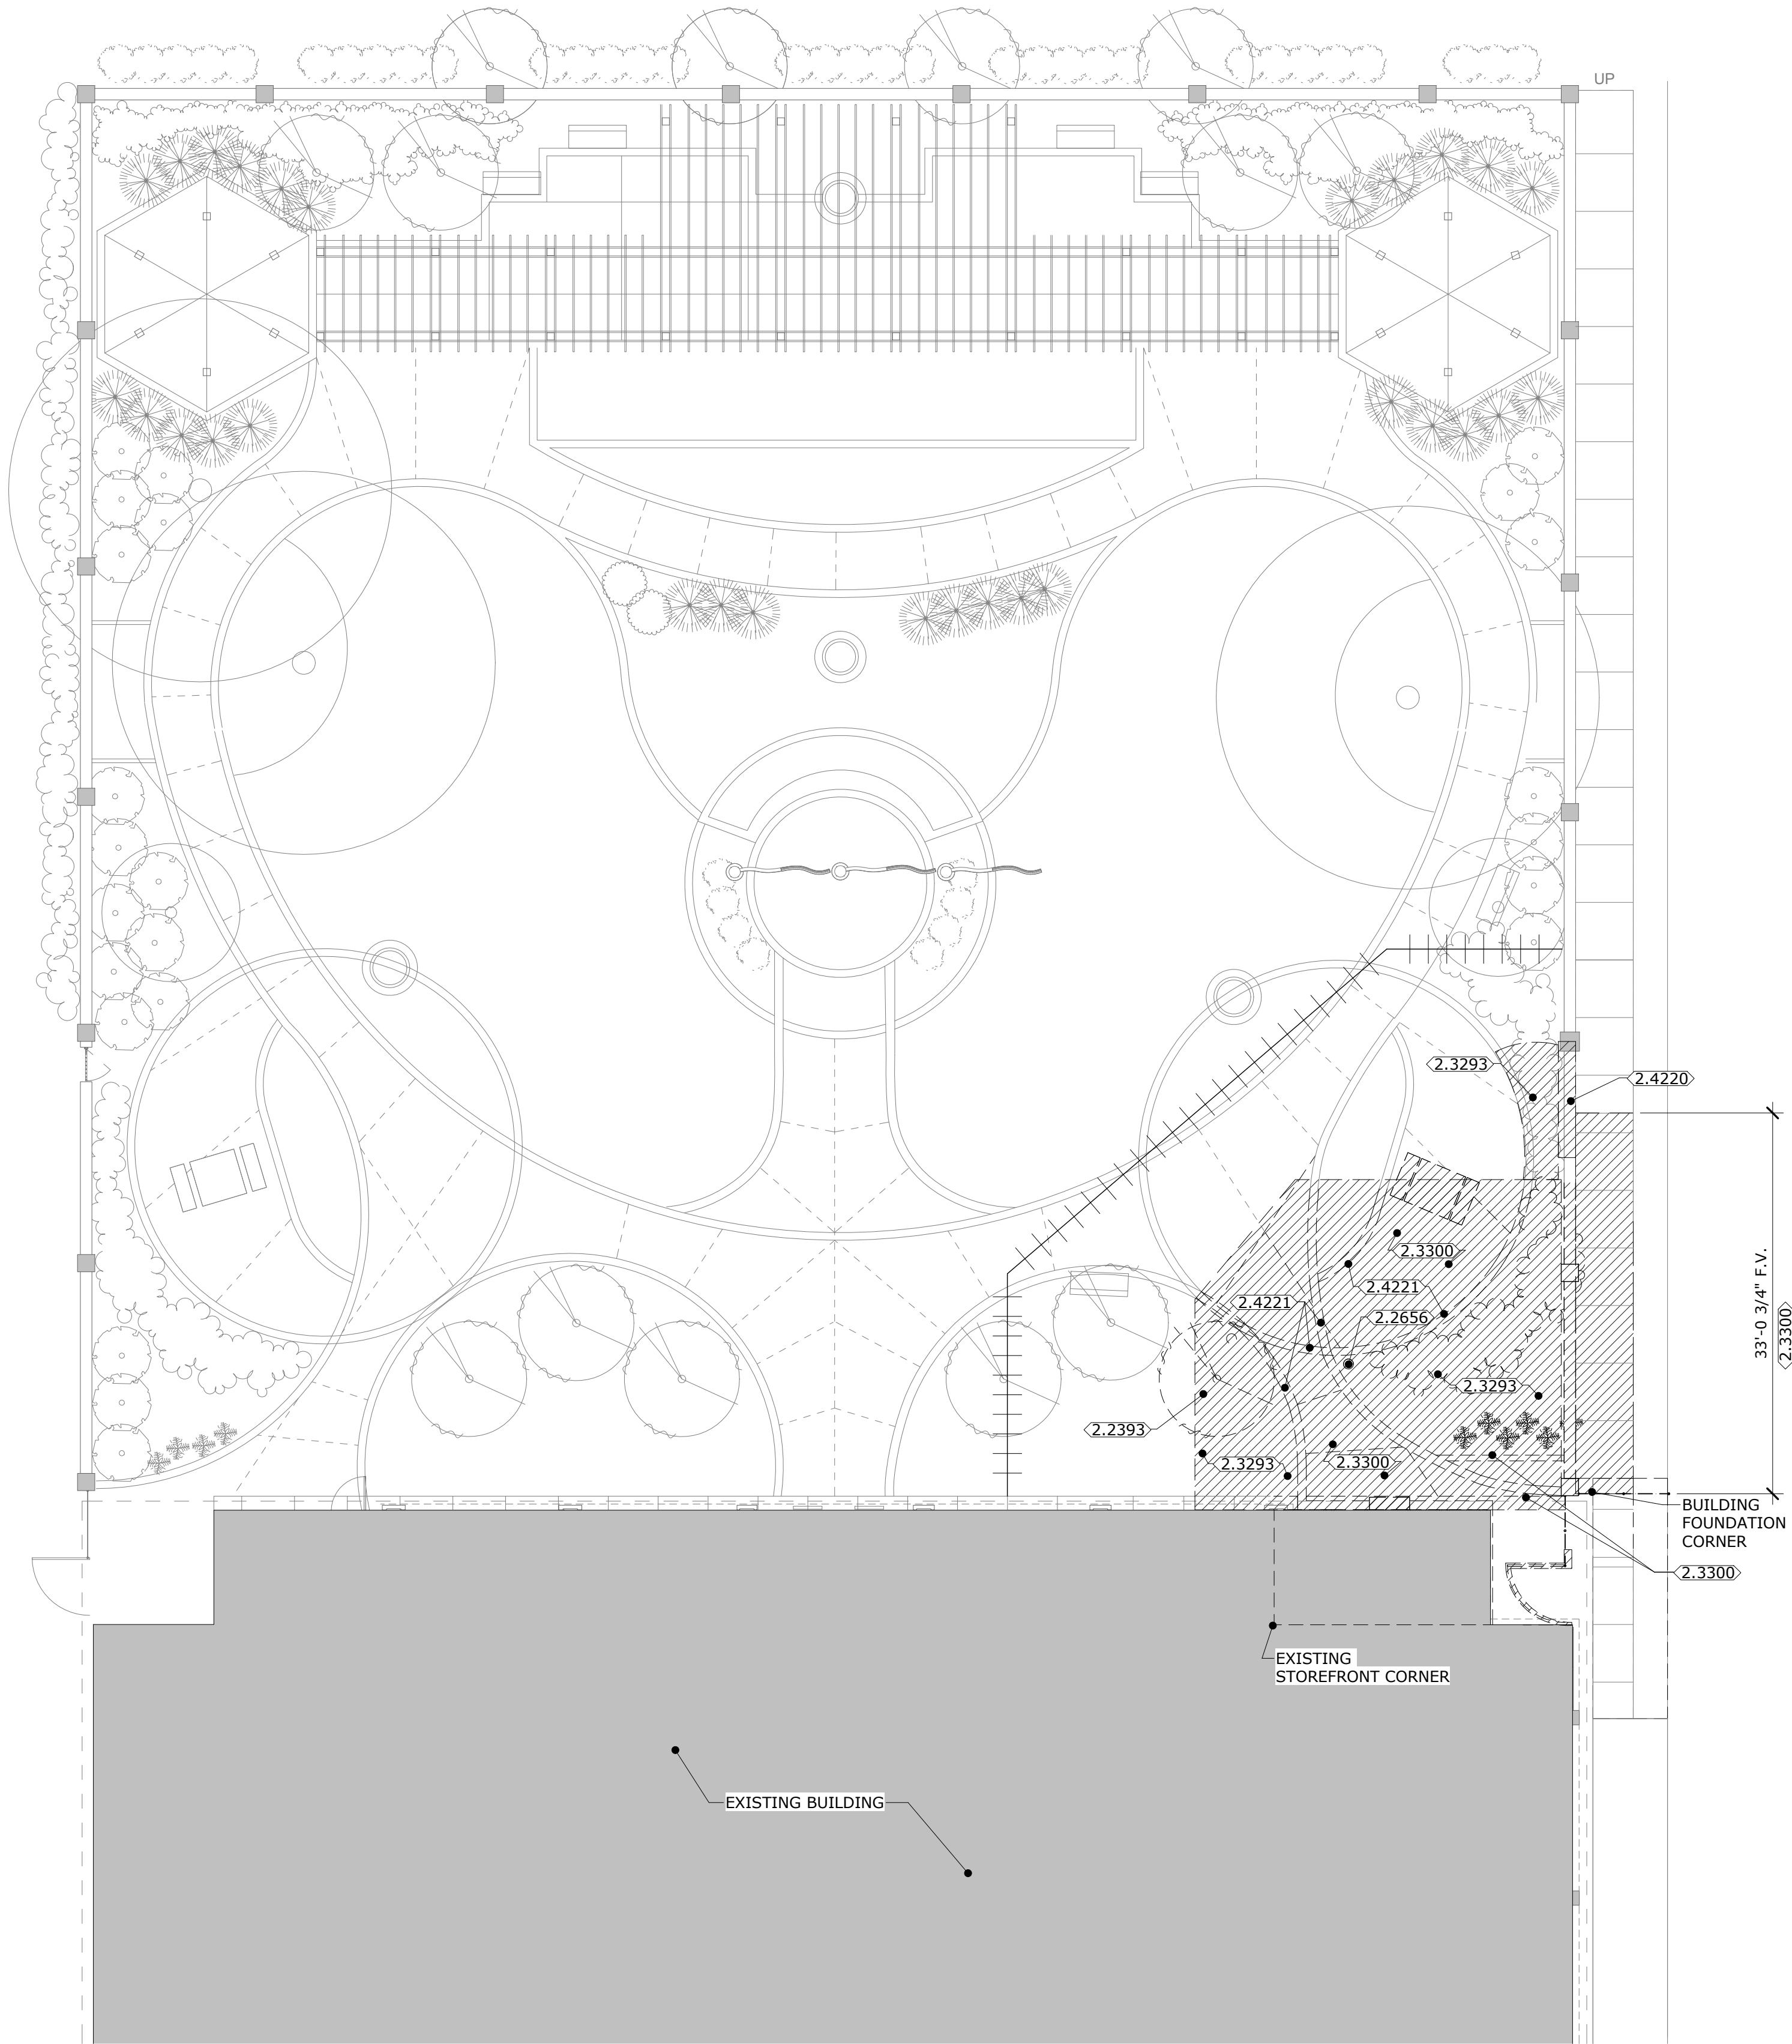 UP
2.3293
2.4220
33'-0 3/4" F.V.
2.3300
2.3300
2.4221
2.4221
2.2656
2.3293
2.2393
2.3293
2.3300
BUILDING
FOUNDATION
CORNER
2.3300
EXISTING
STOREFRONT CORNER
EXISTING BUILDING